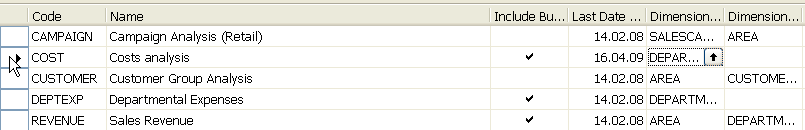 Code Name Include Bu... Last Date ... Dimension... Dimension...
CAMPAIGN Campaign Analysis (Retail) 14.02.08 SALESCA... AREA
COST Costs analysis ✔ 16.04.09 DEPAR...
CUSTOMER Customer Group Analysis 14.02.08 AREA CUSTOME...
DEPTEXP Departmental Expenses ✔ 14.02.08 DEPARTM...
REVENUE Sales Revenue ✔ 14.02.08 AREA DEPARTM...